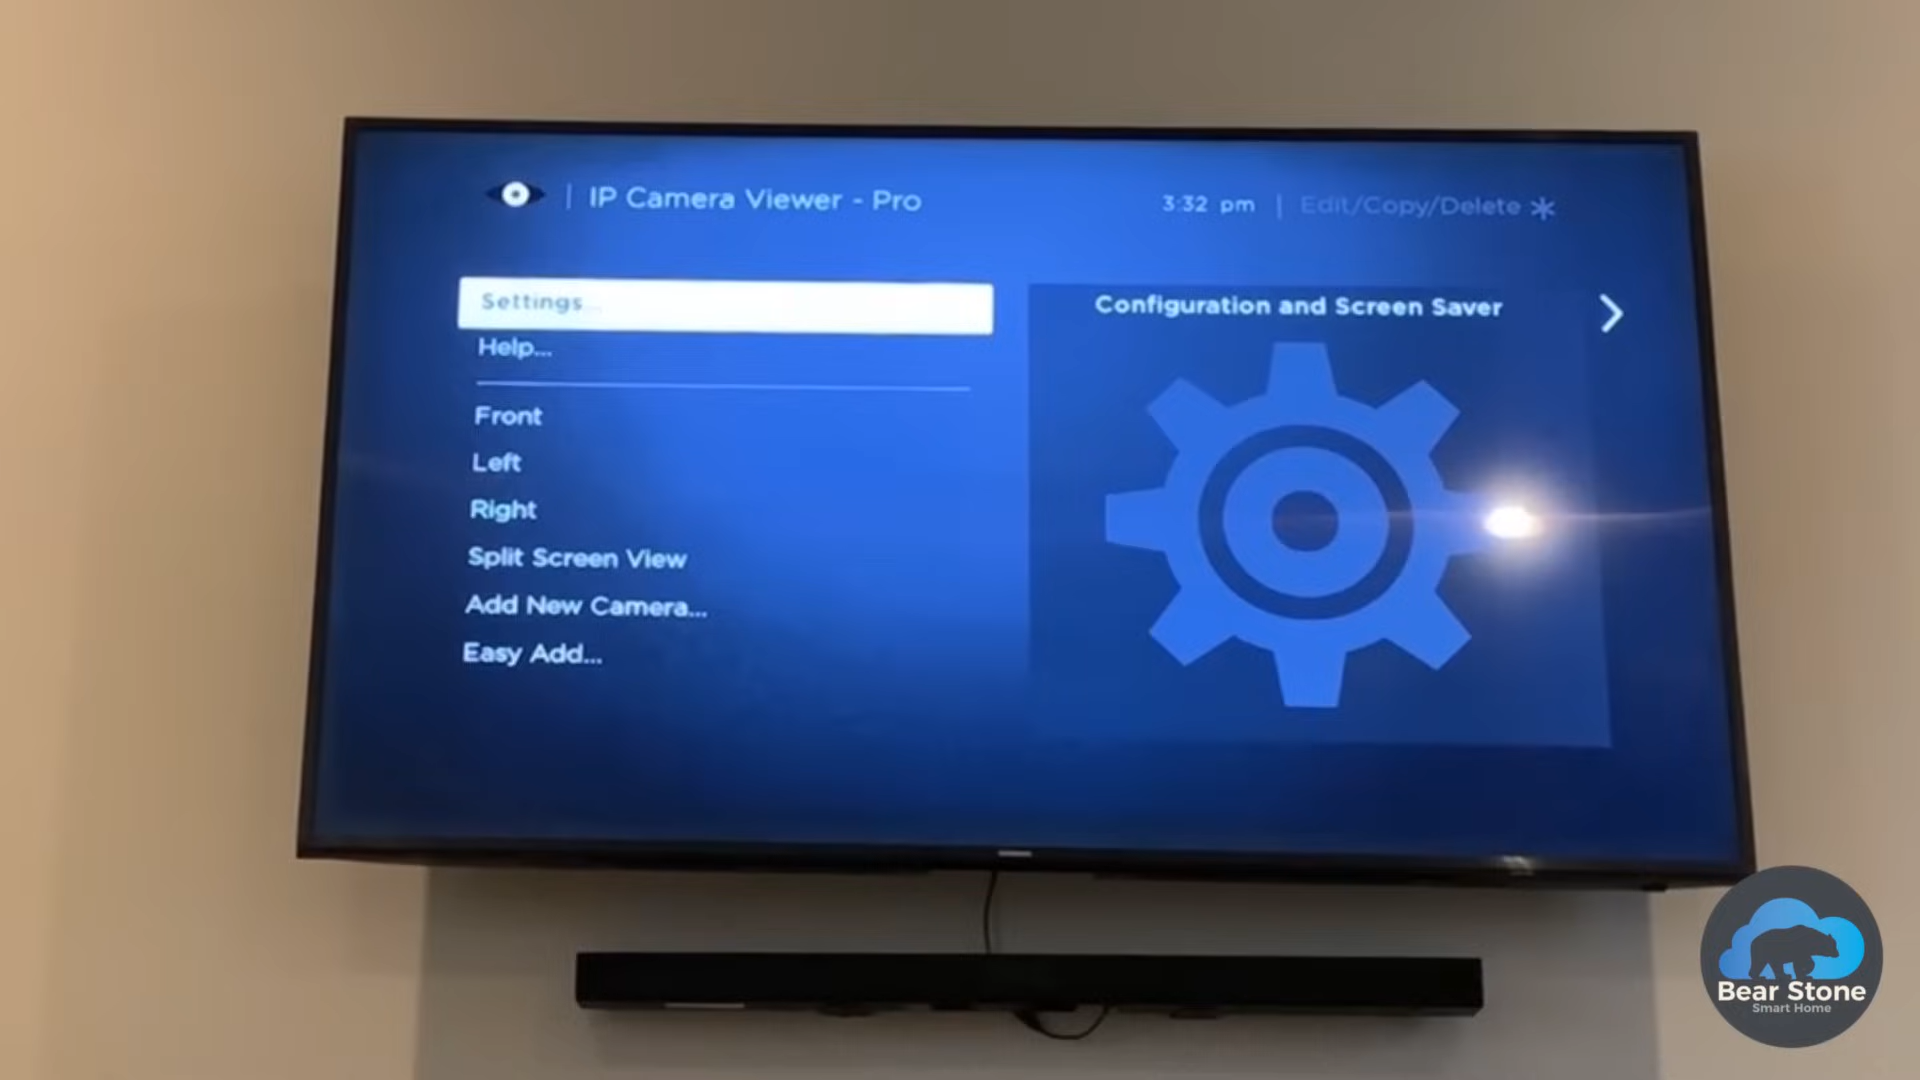 IP Camera Viewer - Pro
3:32 pm | Edit/Copy/Delete *
Settings...
Help...
Front
Left
Right
Split Screen View
Add New Camera...
Easy Add...
Configuration and Screen Saver
Bear Stone
Smart Home